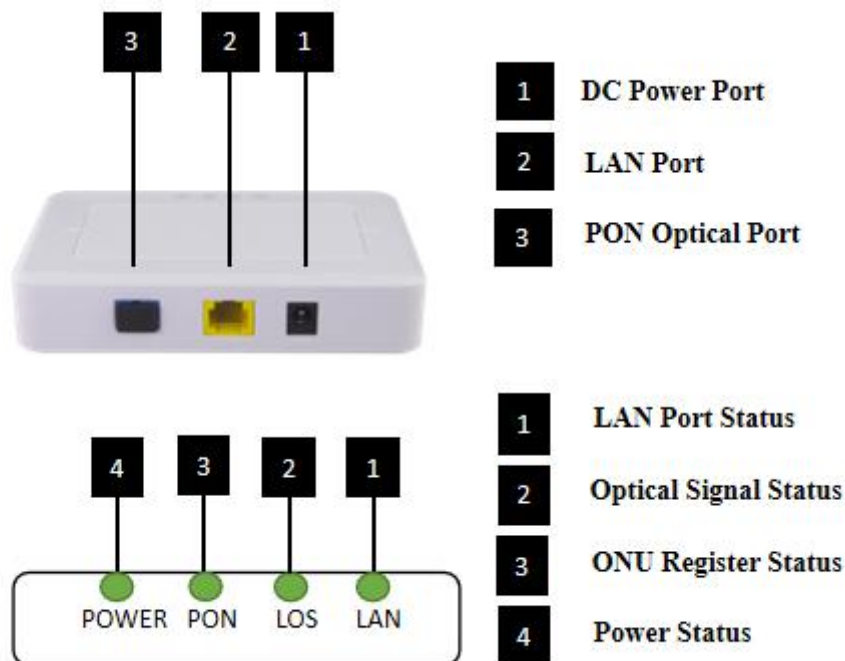 3 2 1
1 DC Power Port
2 LAN Port
3 PON Optical Port
4 3 2 1
POWER PON LOS LAN
1 LAN Port Status
2 Optical Signal Status
3 ONU Register Status
4 Power Status